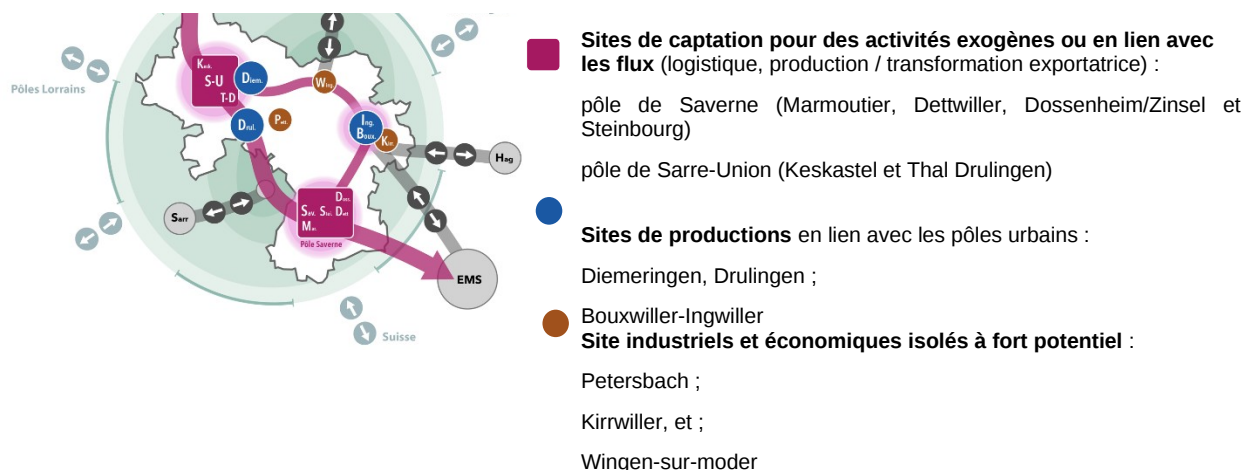 Pôles Lorrains
Kesk.
S-U
T-D
Diem.
Wing.
Drul.
Pet.
Ing.
Boux.
Kirr.
Hag
Sarr
Sav.
Dett
Pôle Saverne
EMS
Suisse
Sites de captation pour des activités exogènes ou en lien avec
les flux (logistique, production / transformation exportatrice) :
pôle de Saverne (Marmoutier, Dettwiller, Dossenheim/Zinsel et
Steinbourg)
pôle de Sarre-Union (Keskastel et Thal Drulingen)
Sites de productions en lien avec les pôles urbains :
Diemeringen, Drulingen ;
Bouxwiller-Ingwiller
Site industriels et économiques isolés à fort potentiel :
Petersbach ;
Kirrwiller, et ;
Wingen-sur-moder